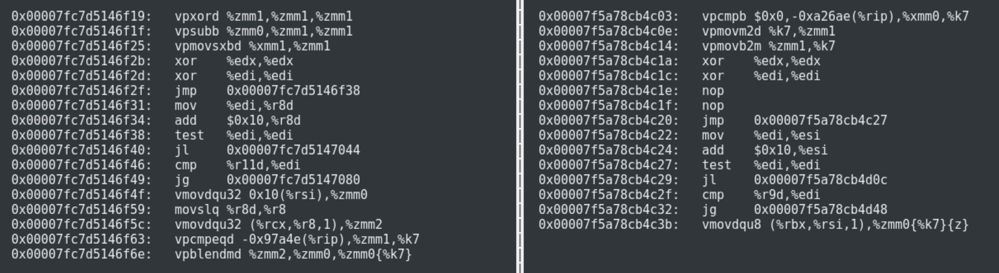 0x00007fc7d5146f19: vpxord %zmm1,%zmm1,%zmm1
0x00007fc7d5146f1f: vpsubb %zmm0,%zmm1,%zmm1
0x00007fc7d5146f25: vpmovsxbd %xmm1,%zmm1
0x00007fc7d5146f2b: xor %edx,%edx
0x00007fc7d5146f2d: xor %edi,%edi
0x00007fc7d5146f2f: jmp 0x00007fc7d5146f38
0x00007fc7d5146f31: mov %edi,%r8d
0x00007fc7d5146f34: add $0x10,%r8d
0x00007fc7d5146f38: test %edi,%edi
0x00007fc7d5146f40: jl 0x00007fc7d5147044
0x00007fc7d5146f46: cmp %r11d,%edi
0x00007fc7d5146f49: jg 0x00007fc7d5147080
0x00007fc7d5146f4f: vmovdqu32 0x10(%rsi),%zmm0
0x00007fc7d5146f59: movslq %r8d,%r8
0x00007fc7d5146f5c: vmovdqu32 (%rcx,%r8,1),%zmm2
0x00007fc7d5146f63: vpcmpeqd -0x97a4e(%rip),%zmm1,%k7
0x00007fc7d5146f6e: vpblendmd %zmm2,%zmm0,%zmm0{%k7}
0x00007f5a78cb4c03: vpcmpb $0x0,-0xa26ae(%rip),%xmm0,%k7
0x00007f5a78cb4c0e: vpmovm2d %k7,%zmm1
0x00007f5a78cb4c14: vpmovb2m %zmm1,%k7
0x00007f5a78cb4c1a: xor %edx,%edx
0x00007f5a78cb4c1c: xor %edi,%edi
0x00007f5a78cb4c1e: nop
0x00007f5a78cb4c1f: nop
0x00007f5a78cb4c20: jmp 0x00007f5a78cb4c27
0x00007f5a78cb4c22: mov %edi,%esi
0x00007f5a78cb4c24: add $0x10,%esi
0x00007f5a78cb4c27: test %edi,%edi
0x00007f5a78cb4c29: jl 0x00007f5a78cb4d0c
0x00007f5a78cb4c2f: cmp %r9d,%edi
0x00007f5a78cb4c32: jg 0x00007f5a78cb4d48
0x00007f5a78cb4c3b: vmovdqu8 (%rbx,%rsi,1),%zmm0{%k7}{z}